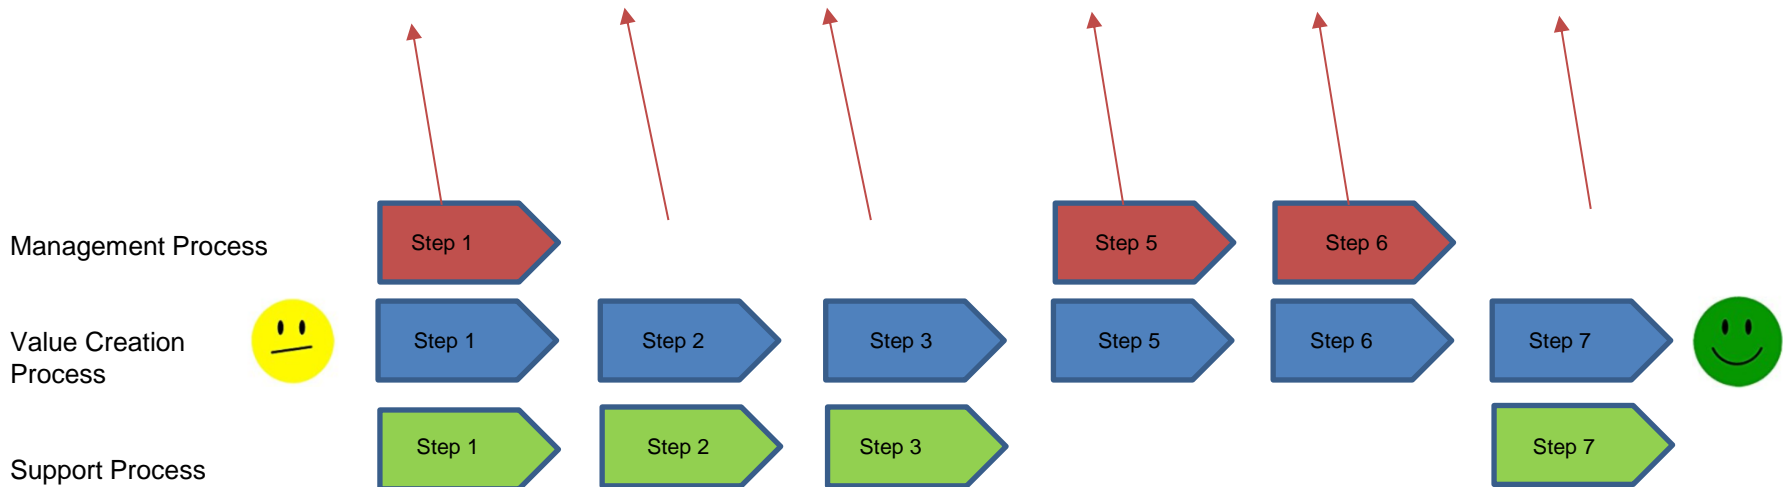 Management Process
Step 1
Step 5
Step 6
Value Creation
Process
Step 1
Step 2
Step 3
Step 5
Step 6
Step 7
Support Process
Step 1
Step 2
Step 3
Step 7